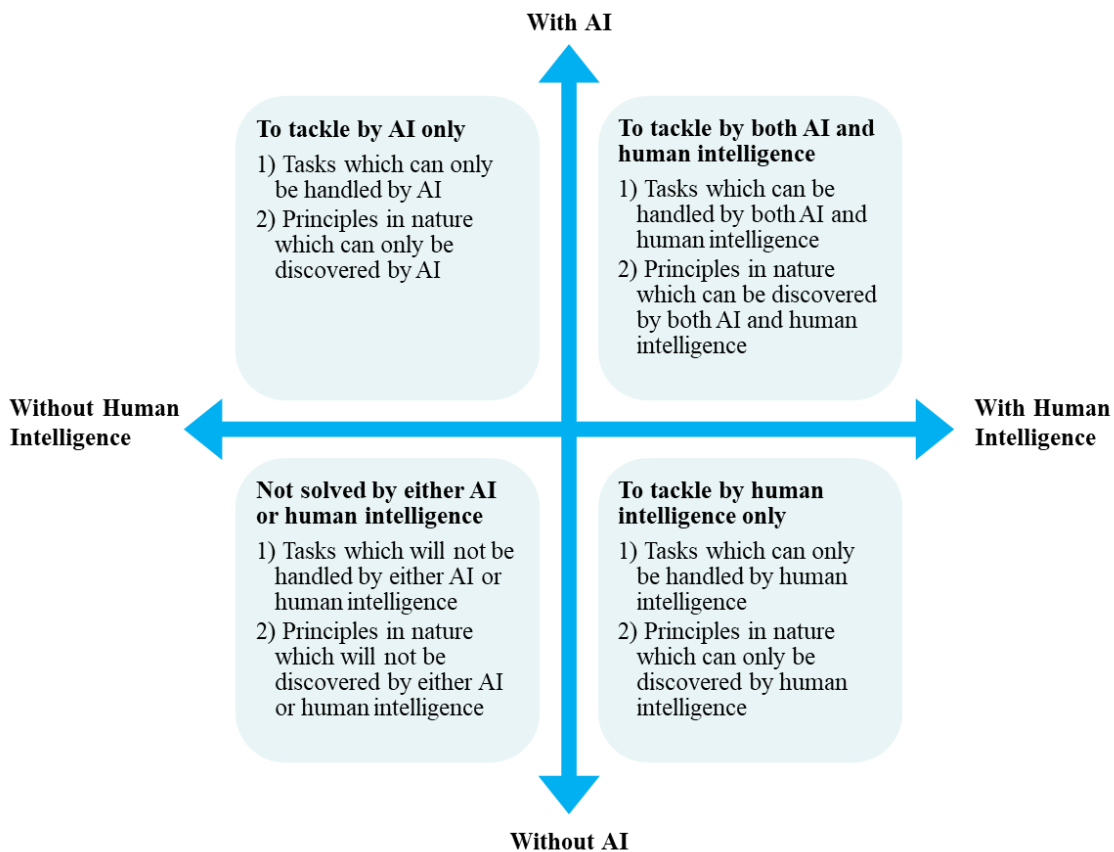 With AI
To tackle by AI only
1) Tasks which can only
be handled by AI
2) Principles in nature
which can only be
discovered by AI
To tackle by both AI and
human intelligence
1) Tasks which can be
handled by both AI and
human intelligence
2) Principles in nature
which can be discovered
by both AI and human
intelligence
Without Human
Intelligence
With Human
Intelligence
Not solved by either AI
or human intelligence
1) Tasks which will not be
handled by either AI or
human intelligence
2) Principles in nature
which will not be
discovered by either AI
or human intelligence
To tackle by human
intelligence only
1) Tasks which can only
be handled by human
intelligence
2) Principles in nature
which can only be
discovered by human
intelligence
Without AI